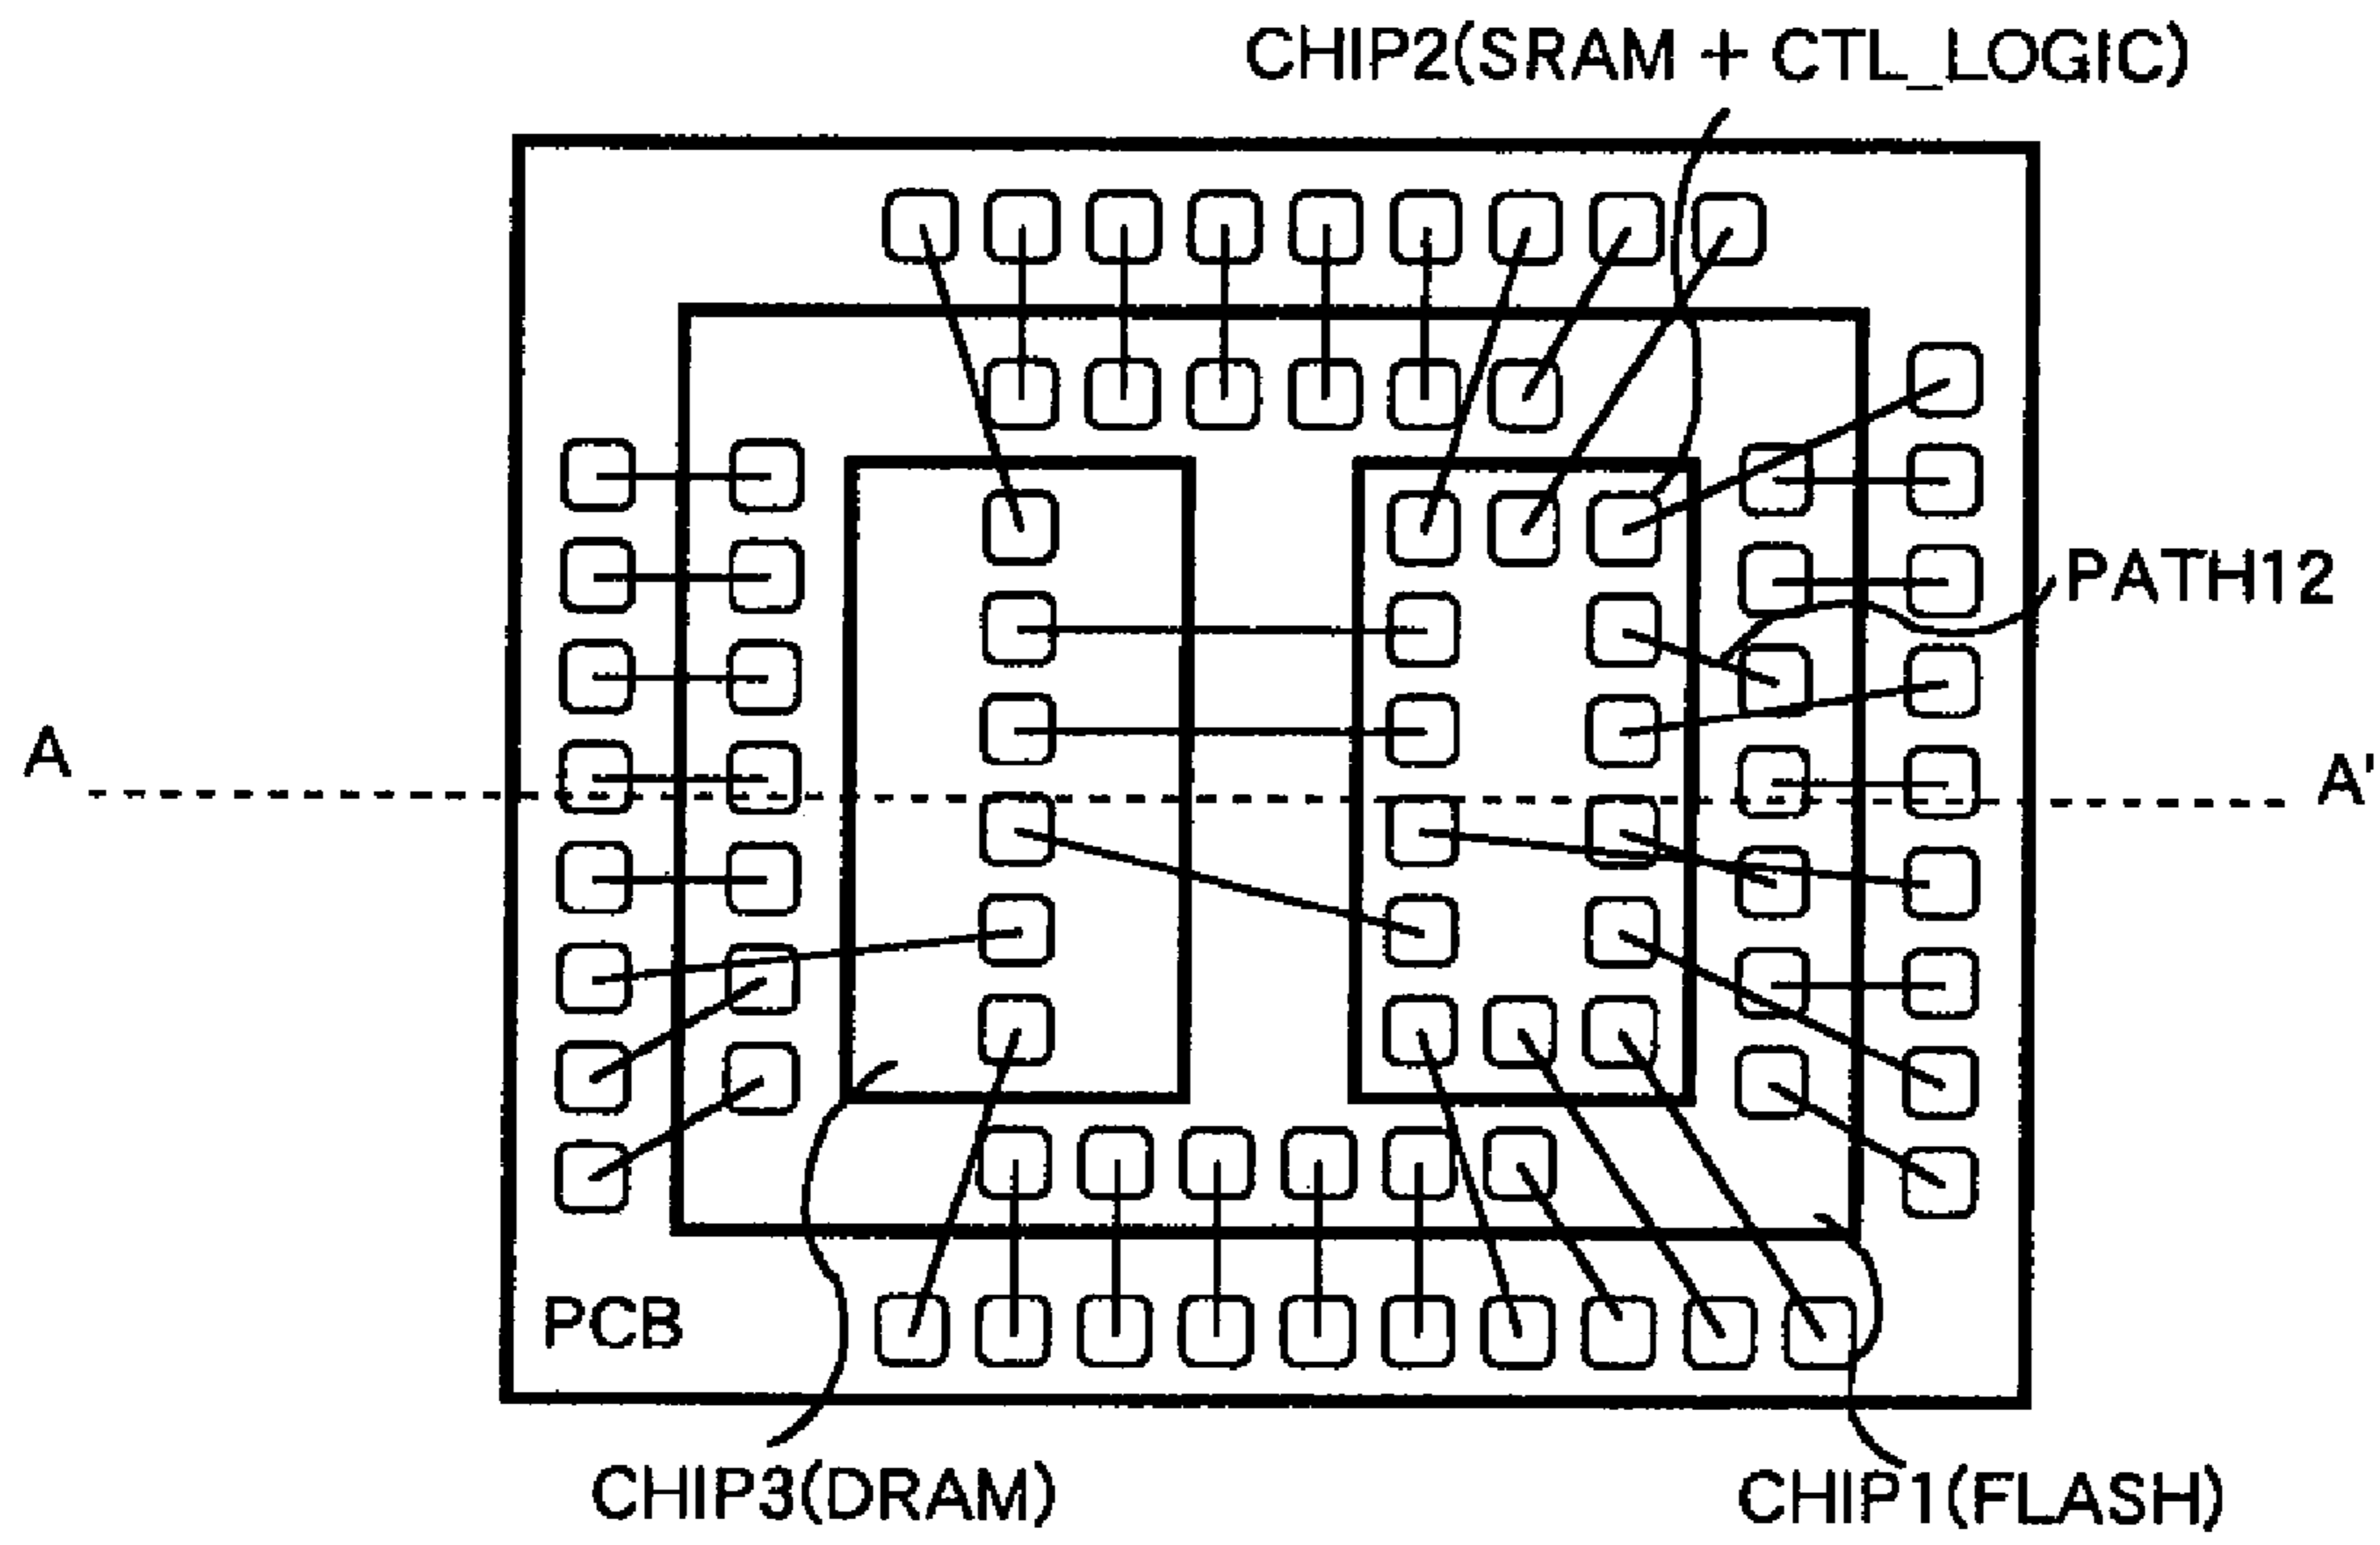 CHIP2(SRAM + CTL_LOGIC)
PATH12
A
A'
PCB
CHIP3(DRAM)
CHIP1(FLASH)